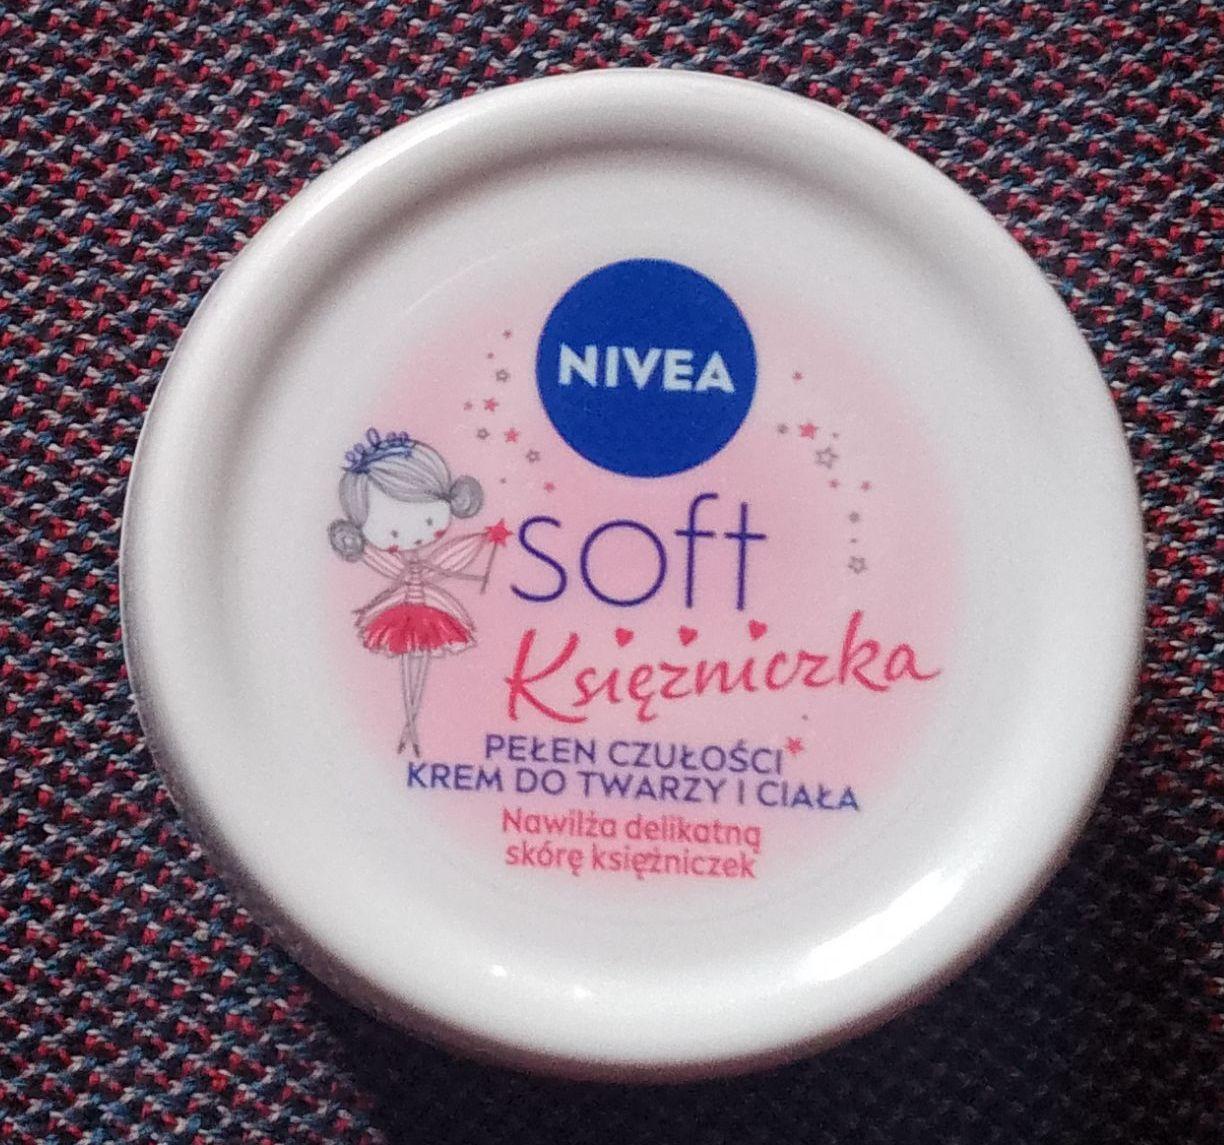 NIVEA
soft
Księżniczka
PEŁEN CZUŁOŚCI
KREM DO TWARZY I CIAŁA
Nawilża delikatną
skórę księżniczek